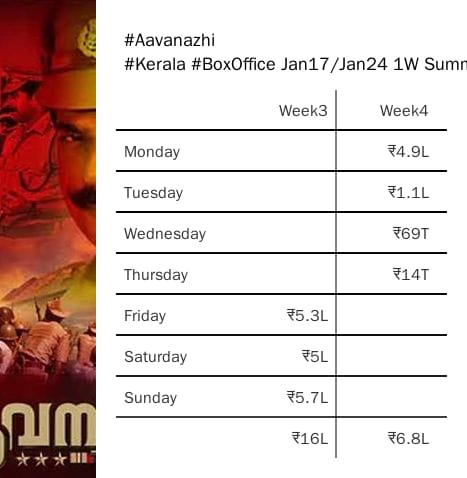 #Aavanazhi
#Kerala #BoxOffice Jan17/Jan24 1W Summ
Week3 Week4
Monday ₹4.9L
Tuesday ₹1.1L
Wednesday ₹69T
Thursday ₹14T
Friday ₹5.3L
Saturday ₹5L
Sunday ₹5.7L
₹16L ₹6.8L
വന